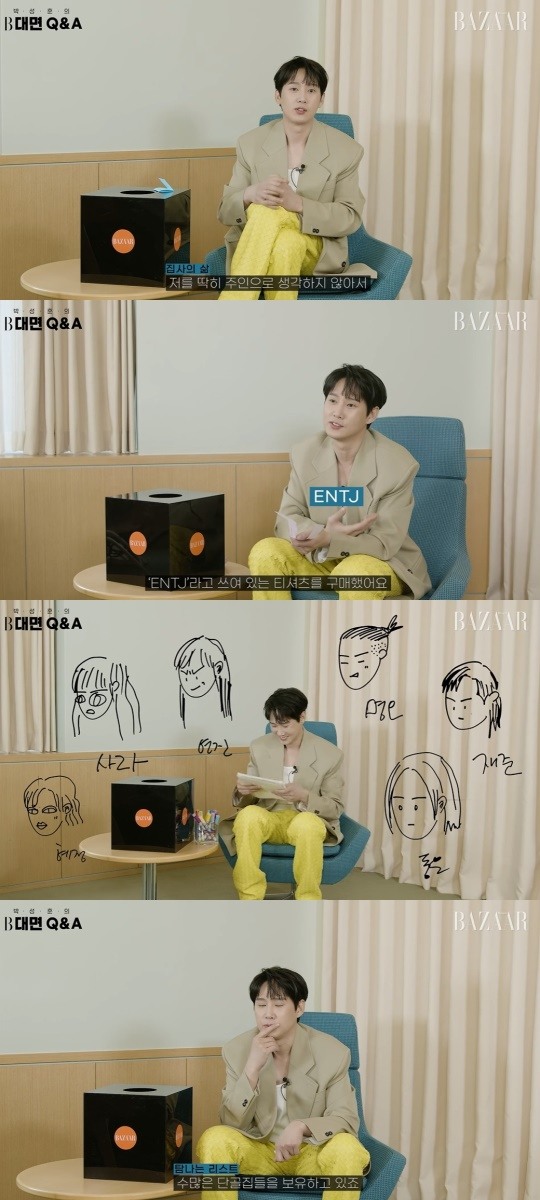 박·성·훈·의
B대면 Q&A
BAZAAR
BAZAAR
집사의 삶
저를 딱히 주인으로 생각하지 않아서
박·성·훈·의
B대면 Q&A
BAZAAR
BAZAAR
BAZAAR
ENTJ
'ENTJ'라고 쓰여 있는 티셔츠를 구매했어요
박·성·훈·의
B대면 Q&A
BAZAAR
사라
연진
명오
재준
혜정
동은
BAZAAR
박·성·훈·의
B대면 Q&A
BAZAAR
BAZAAR
탐나는 리스트
수많은 단골집들을 보유하고 있죠